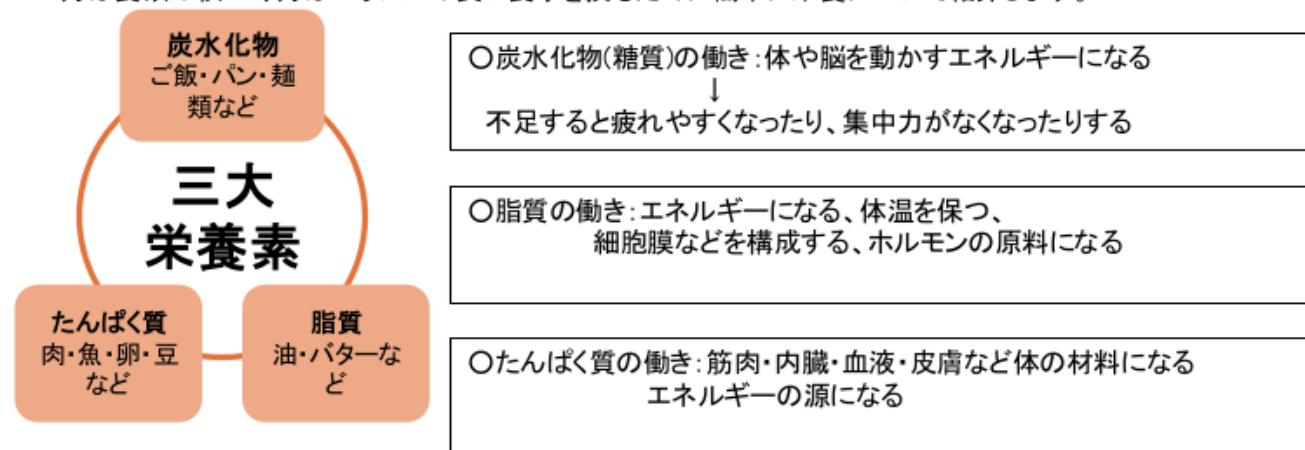 炭水化物
ご飯・パン・麺
類など
三大
栄養素
たんぱく質
肉・魚・卵・豆
など
脂質
油・バターな
ど
〇炭水化物(糖質)の働き:体や脳を動かすエネルギーになる
↓
不足すると疲れやすくなったり、集中力がなくなったりする
〇脂質の働き:エネルギーになる、体温を保つ、
細胞膜などを構成する、ホルモンの原料になる
〇たんぱく質の働き:筋肉・内臓・血液・皮膚など体の材料になる
エネルギーの源になる